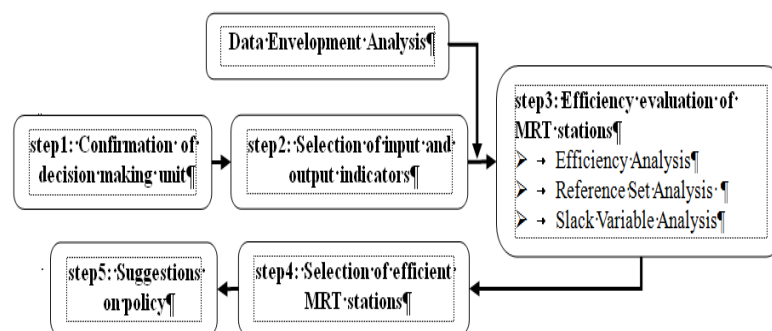 Data Envelopment Analysis¶
step1: Confirmation of
decision making unit¶
step2: Selection of input and
output indicators¶
step3: Efficiency evaluation of
MRT stations¶
➢ → Efficiency Analysis¶
➢ → Reference Set Analysis ¶
➢ → Slack Variable Analysis¶
step4: Selection of efficient
MRT stations¶
step5: Suggestions
on policy¶